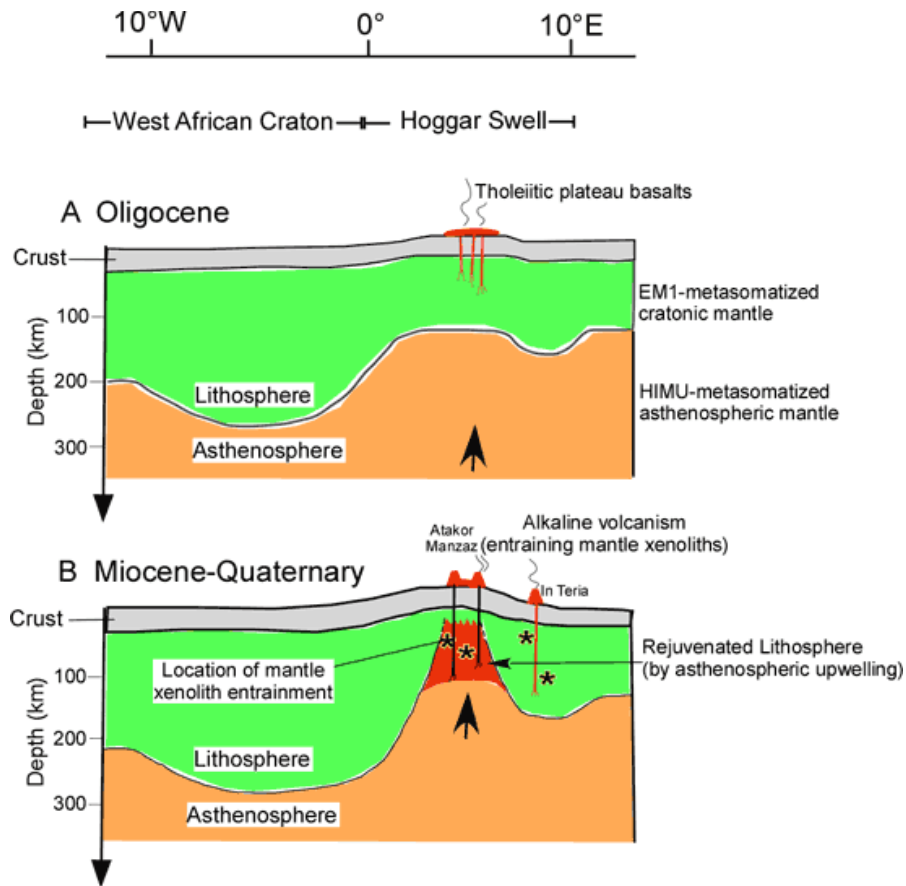 10°W 0° 10°E
West African Craton Hoggar Swell
Tholeiitic plateau basalts
A Oligocene
Crust
EM1-metasomatized
cratonic mantle
100
Depth (km)
200
Lithosphere
HIMU-metasomatized
asthenospheric mantle
Asthenosphere
300
Alkaline volcanism
(entraining mantle xenoliths)
Atakor
Manzaz
B Miocene-Quaternary
In Teria
Crust
Location of mantle
xenolith entrainment
Rejuvenated Lithosphere
(by asthenospheric upwelling)
100
Depth (km)
200
Lithosphere
300
Asthenosphere